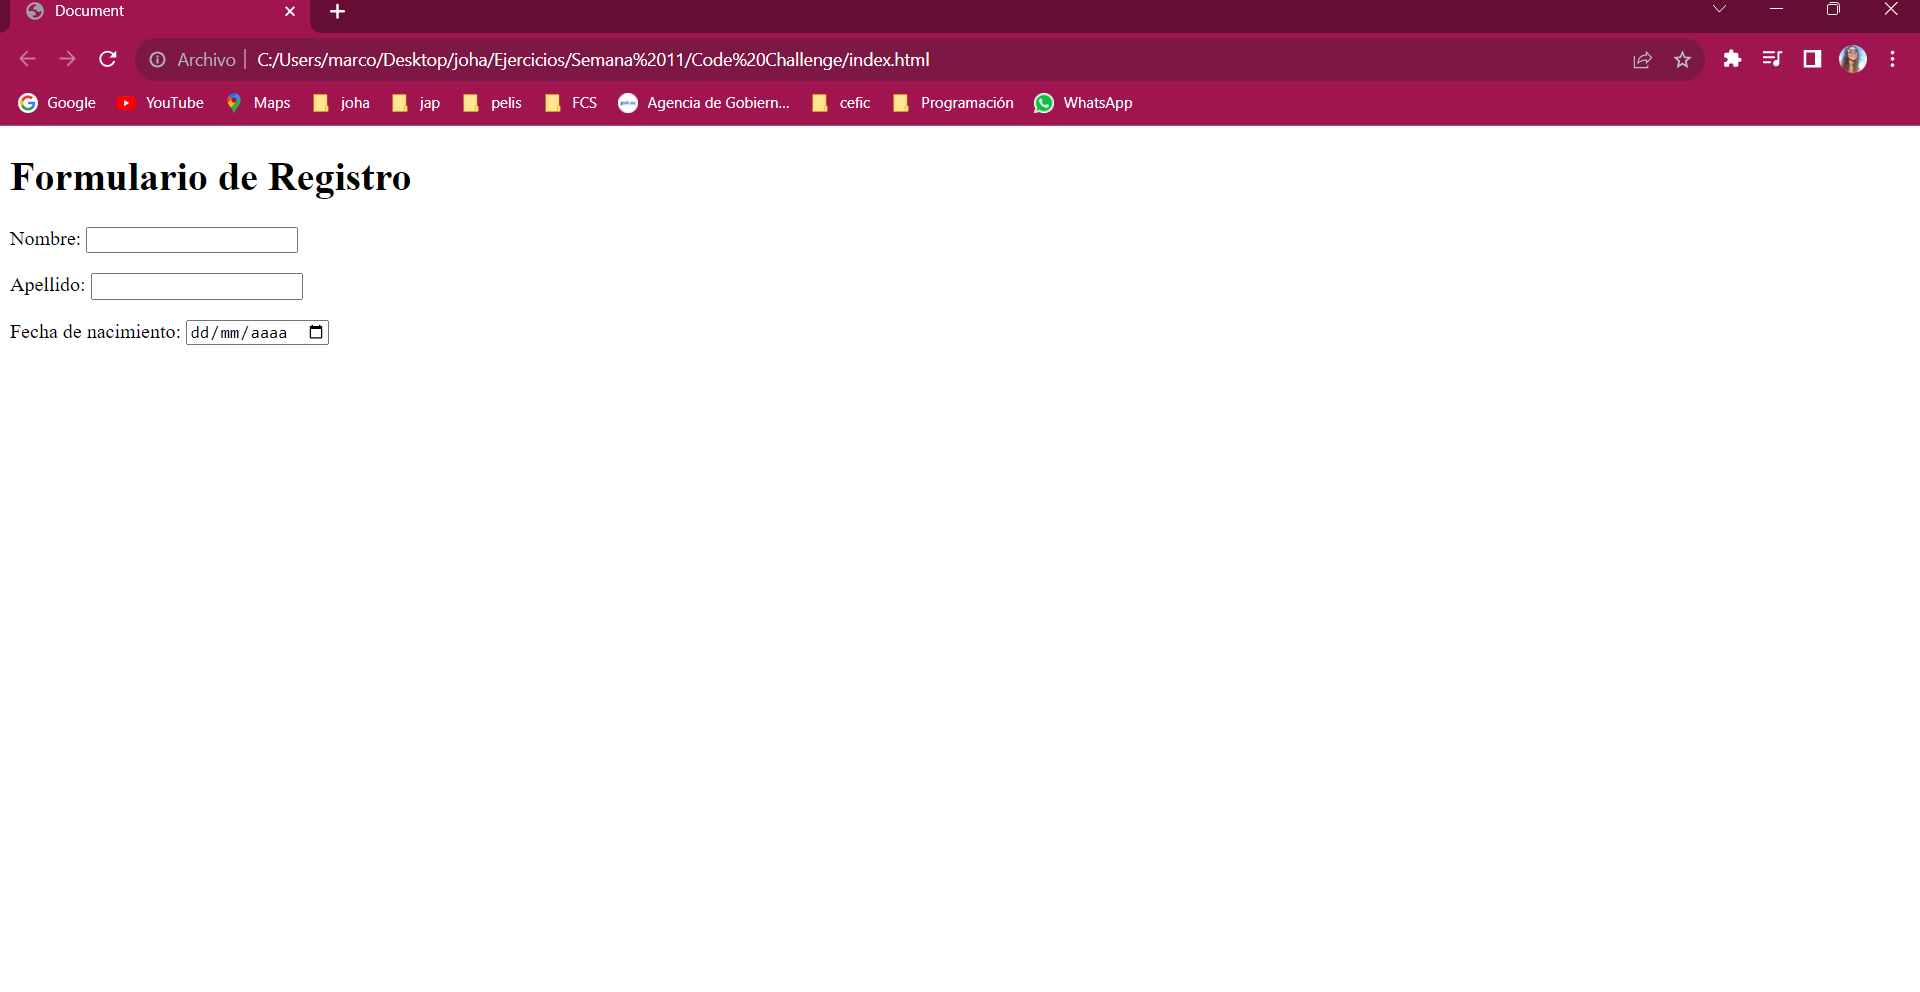 Document
Archivo C:/Users/marco/Desktop/joha/Ejercicios/Semana%2011/Code%20Challenge/index.html
Google YouTube Maps joha jap pelis FCS Agencia de Gobiern... cefic Programación WhatsApp
Formulario de Registro
Nombre:
Apellido:
Fecha de nacimiento: dd/mm/aaaa